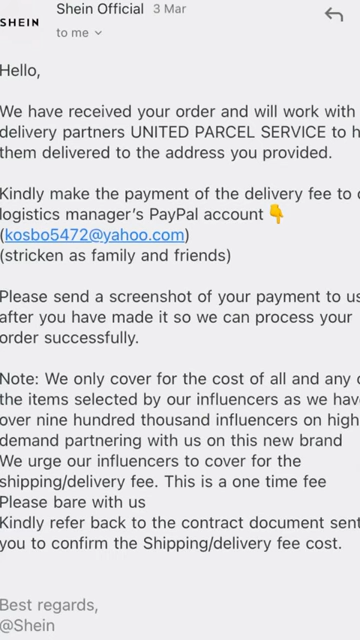 SHEIN
Shein Official 3 Mar
to me
Hello,
We have received your order and will work with
delivery partners UNITED PARCEL SERVICE to
them delivered to the address you provided.
Kindly make the payment of the delivery fee to
logistics manager's PayPal account 👇
(kosbo5472@yahoo.com)
(stricken as family and friends)
Please send a screenshot of your payment to us
after you have made it so we can process your
order successfully.
Note: We only cover for the cost of all and any
the items selected by our influencers as we have
over nine hundred thousand influencers on high
demand partnering with us on this new brand
We urge our influencers to cover for the
shipping/delivery fee. This is a one time fee
Please bare with us
Kindly refer back to the contract document sent
you to confirm the Shipping/delivery fee cost.
Best regards,
@Shein